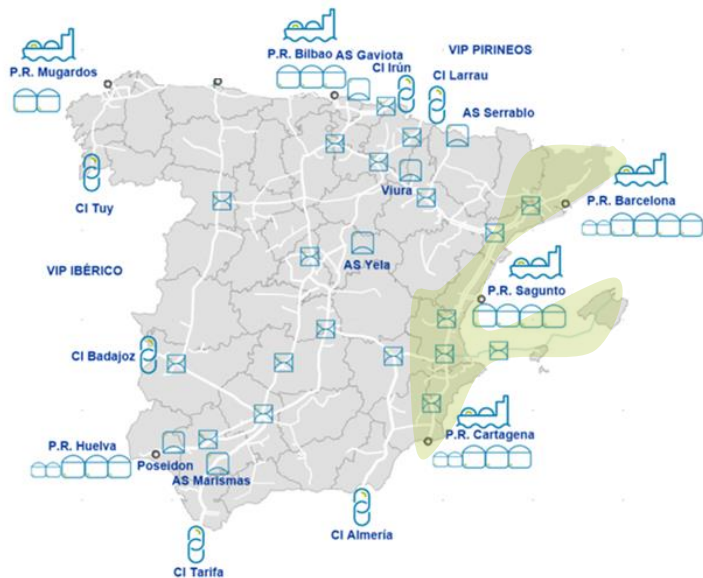 P.R. Mugardos
P.R. Bilbao
AS Gaviota
VIP PIRINEOS
CI Irún
CI Larrau
AS Serrablo
CI Tuy
Viura
P.R. Barcelona
VIP IBÉRICO
AS Yela
P.R. Sagunto
CI Badajoz
P.R. Huelva
Poseidon
AS Marismas
P.R. Cartagena
CI Almería
CI Tarifa